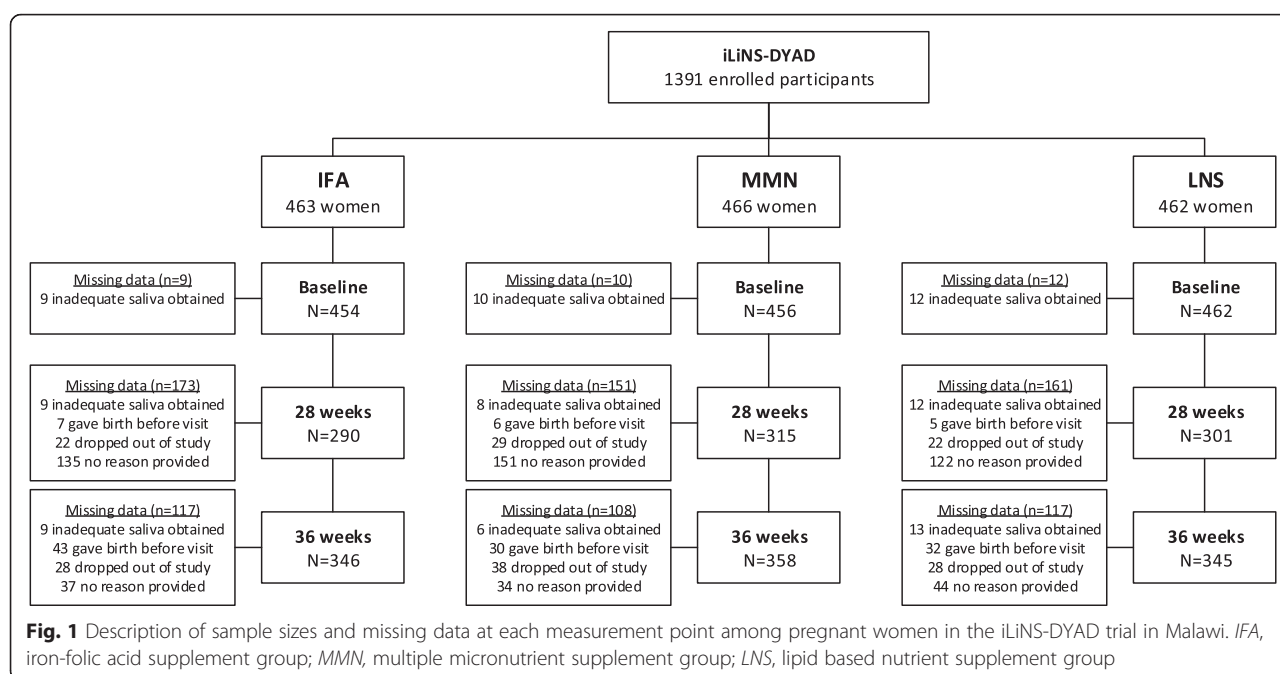 iLiNS-DYAD
1391 enrolled participants
IFA
463 women
MMN
466 women
LNS
462 women
Missing data (n=9)
9 inadequate saliva obtained
Baseline
N=454
Missing data (n=10)
10 inadequate saliva obtained
Baseline
N=456
Missing data (n=12)
12 inadequate saliva obtained
Baseline
N=462
Missing data (n=173)
9 inadequate saliva obtained
7 gave birth before visit
22 dropped out of study
135 no reason provided
28 weeks
N=290
Missing data (n=151)
8 inadequate saliva obtained
6 gave birth before visit
29 dropped out of study
151 no reason provided
28 weeks
N=315
Missing data (n=161)
12 inadequate saliva obtained
5 gave birth before visit
22 dropped out of study
122 no reason provided
28 weeks
N=301
Missing data (n=117)
9 inadequate saliva obtained
43 gave birth before visit
28 dropped out of study
37 no reason provided
36 weeks
N=346
Missing data (n=108)
6 inadequate saliva obtained
30 gave birth before visit
38 dropped out of study
34 no reason provided
36 weeks
N=358
Missing data (n=117)
13 inadequate saliva obtained
32 gave birth before visit
28 dropped out of study
44 no reason provided
36 weeks
N=345
Fig. 1 Description of sample sizes and missing data at each measurement point among pregnant women in the iLiNS-DYAD trial in Malawi. IFA,
iron-folic acid supplement group; MMN, multiple micronutrient supplement group; LNS, lipid based nutrient supplement group